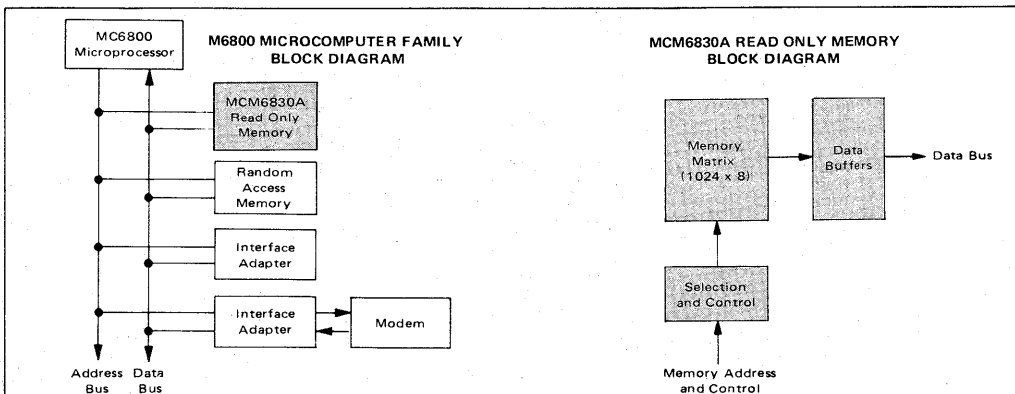 MC6800
Microprocessor
M6800 MICROCOMPUTER FAMILY
BLOCK DIAGRAM
MCM6830A
Read Only
Memory
Random
Access
Memory
Interface
Adapter
Interface
Adapter
Modem
Address
Bus
Data
Bus
MCM6830A READ ONLY MEMORY
BLOCK DIAGRAM
Memory
Matrix
(1024 x 8)
Data
Buffers
Data Bus
Selection
and Control
Memory Address
and Control